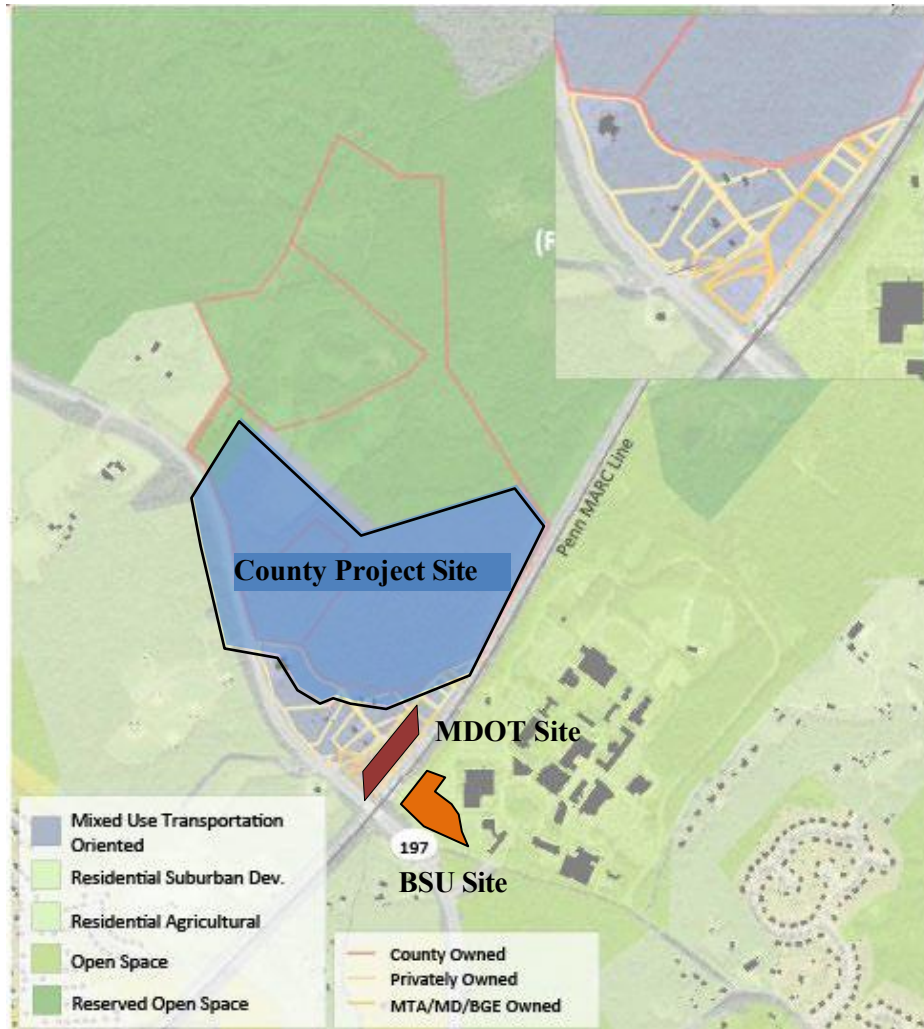 (F
Penn MARC Line
County Project Site
MDOT Site
197
BSU Site
Mixed Use Transportation
Oriented
Residential Suburban Dev.
Residential Agricultural
Open Space
Reserved Open Space
County Owned
Privately Owned
MTA/MD/BGE Owned